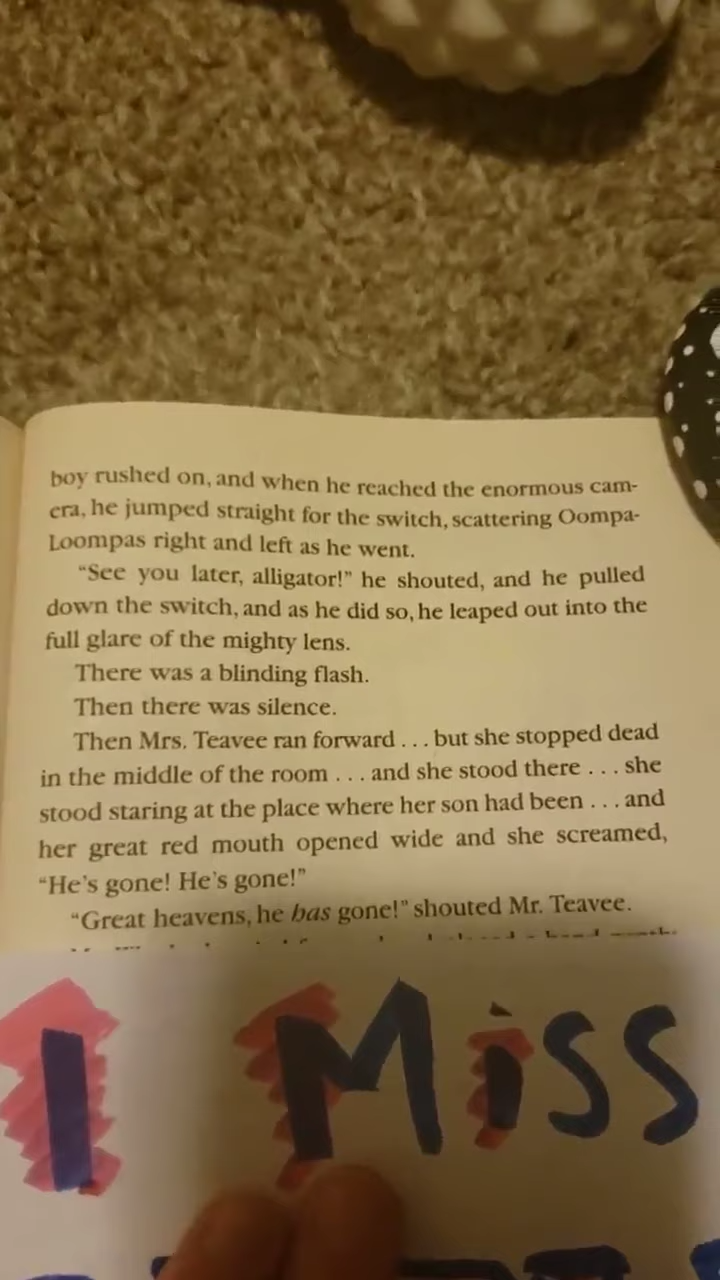 boy rushed on, and when he reached the enormous cam-
era, he jumped straight for the switch, scattering Oompa-
Loompas right and left as he went.
“See you later, alligator!” he shouted, and he pulled
down the switch, and as he did so, he leaped out into the
full glare of the mighty lens.
There was a blinding flash.
Then there was silence.
Then Mrs. Teavee ran forward . . . but she stopped dead
in the middle of the room . . . and she stood there . . . she
stood staring at the place where her son had been . . . and
her great red mouth opened wide and she screamed,
“He’s gone! He’s gone!”
“Great heavens, he has gone!” shouted Mr. Teavee.
I Miss